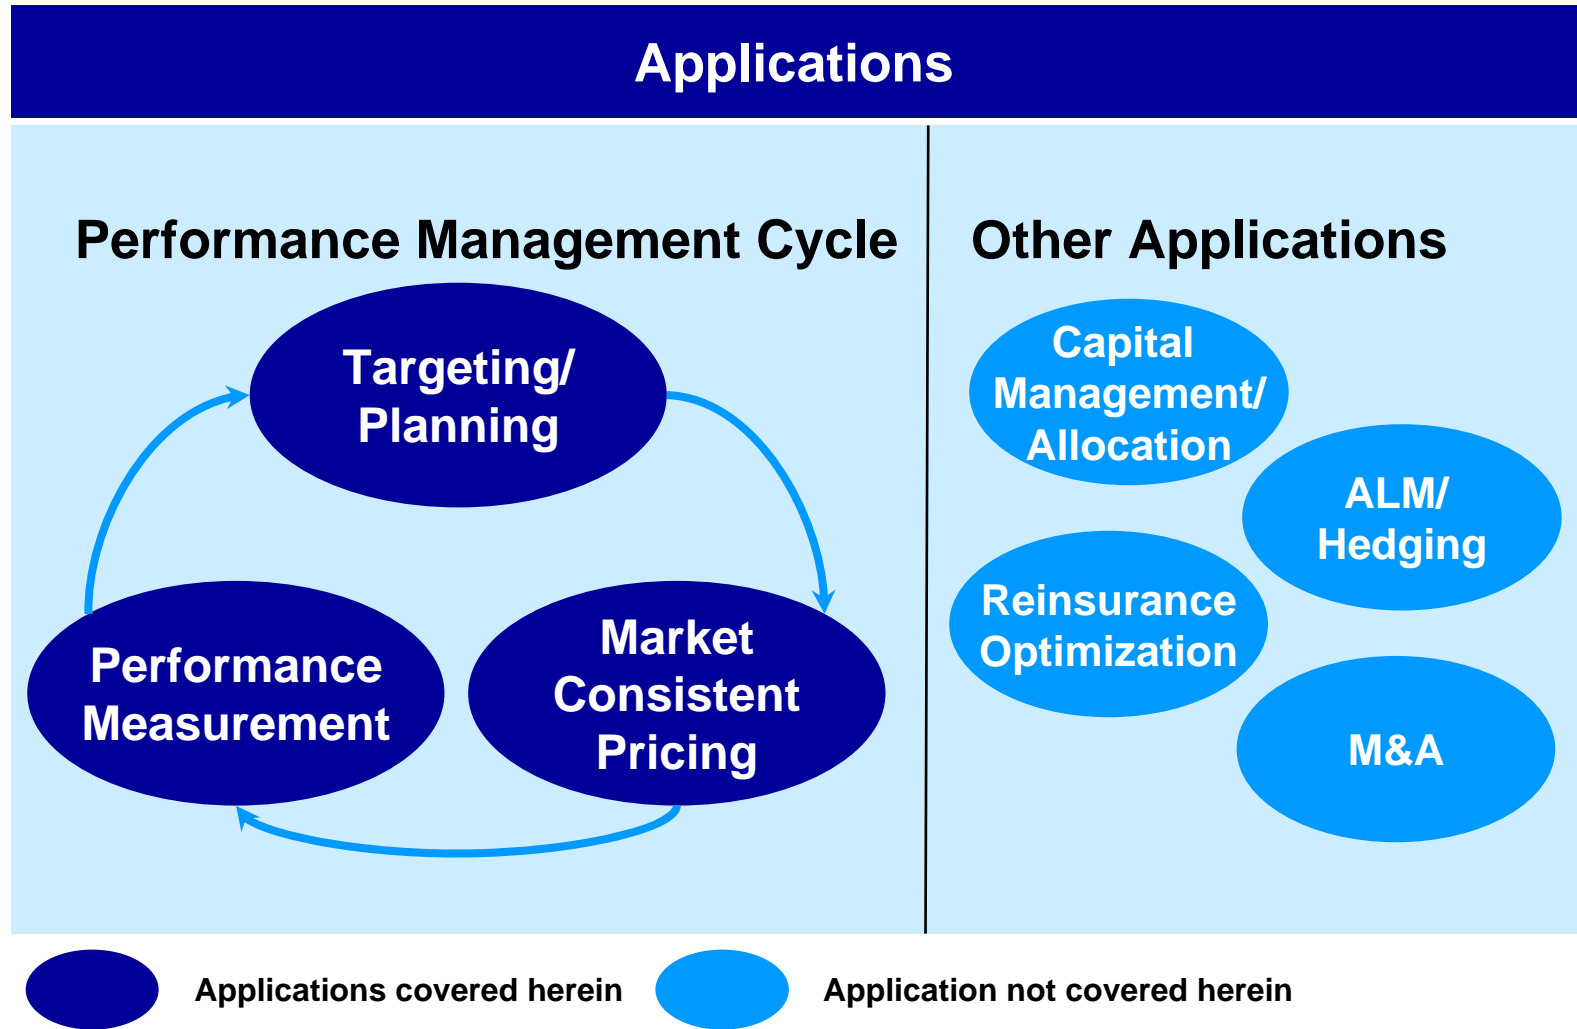 Applications
Performance Management Cycle
Targeting/
Planning
Performance
Measurement
Market
Consistent
Pricing
Other Applications
Capital
Management/
Allocation
ALM/
Hedging
Reinsurance
Optimization
M&A
Applications covered herein
Application not covered herein